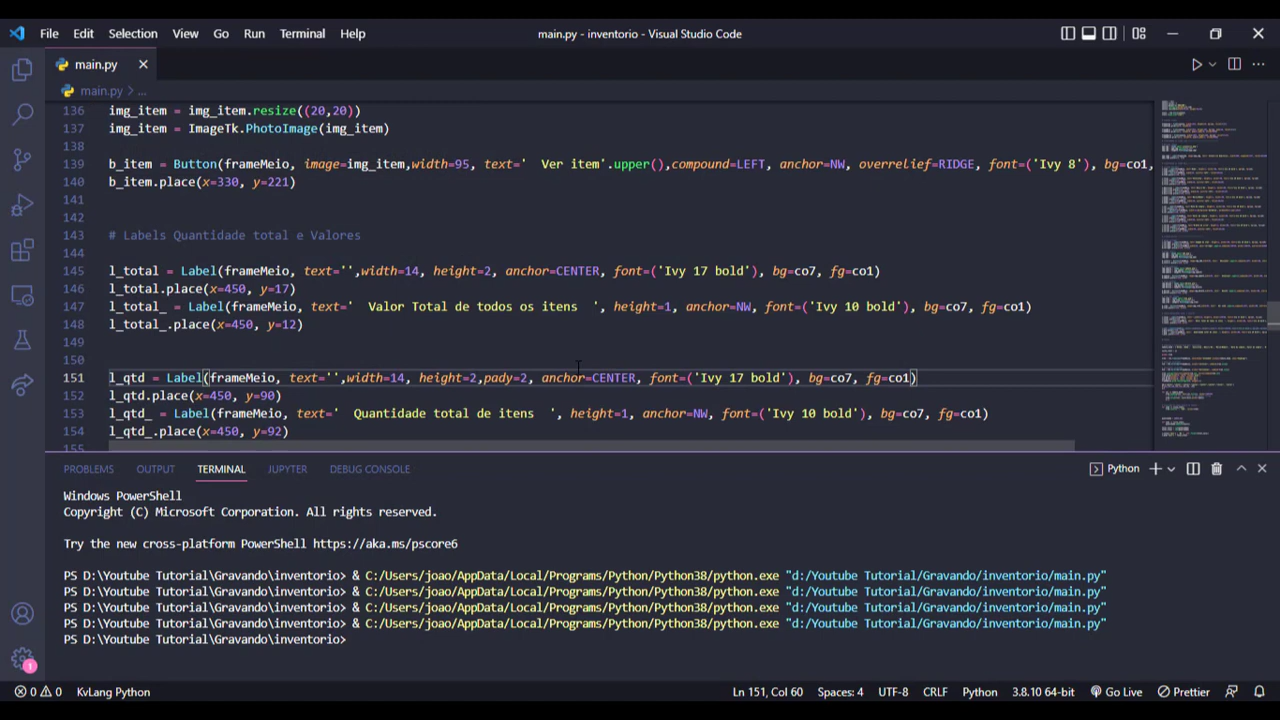 File Edit Selection View Go Run Terminal Help main.py - inventorio - Visual Studio Code
main.py
main.py > ...
136 img_item = img_item.resize((20,20))
137 img_item = ImageTk.PhotoImage(img_item)
138
139 b_item = Button(frameMeio, image=img_item,width=95, text='  Ver item'.upper(),compound=LEFT, anchor=NW, overrelief=RIDGE, font=('Ivy 8'), bg=co1,
140 b_item.place(x=330, y=221)
141
142
143 # Labels Quantidade total e Valores
144
145 l_total = Label(frameMeio, text='',width=14, height=2, anchor=CENTER, font=('Ivy 17 bold'), bg=co7, fg=co1)
146 l_total.place(x=450, y=17)
147 l_total_ = Label(frameMeio, text='  Valor Total de todos os itens  ', height=1, anchor=NW, font=('Ivy 10 bold'), bg=co7, fg=co1)
148 l_total_.place(x=450, y=12)
149
150
151 l_qtd = Label(frameMeio, text='',width=14, height=2,pady=2, anchor=CENTER, font=('Ivy 17 bold'), bg=co7, fg=co1)
152 l_qtd.place(x=450, y=90)
153 l_qtd_ = Label(frameMeio, text='  Quantidade total de itens  ', height=1, anchor=NW, font=('Ivy 10 bold'), bg=co7, fg=co1)
154 l_qtd_.place(x=450, y=92)
155
PROBLEMS OUTPUT TERMINAL JUPYTER DEBUG CONSOLE Python
Windows PowerShell
Copyright (C) Microsoft Corporation. All rights reserved.
Try the new cross-platform PowerShell https://aka.ms/pscore6
PS D:\Youtube Tutorial\Gravando\inventorio> & C:/Users/joao/AppData/Local/Programs/Python/Python38/python.exe "d:/Youtube Tutorial/Gravando/inventorio/main.py"
PS D:\Youtube Tutorial\Gravando\inventorio> & C:/Users/joao/AppData/Local/Programs/Python/Python38/python.exe "d:/Youtube Tutorial/Gravando/inventorio/main.py"
PS D:\Youtube Tutorial\Gravando\inventorio> & C:/Users/joao/AppData/Local/Programs/Python/Python38/python.exe "d:/Youtube Tutorial/Gravando/inventorio/main.py"
PS D:\Youtube Tutorial\Gravando\inventorio> & C:/Users/joao/AppData/Local/Programs/Python/Python38/python.exe "d:/Youtube Tutorial/Gravando/inventorio/main.py"
PS D:\Youtube Tutorial\Gravando\inventorio>
1
0 0 KvLang Python Ln 151, Col 60 Spaces: 4 UTF-8 CRLF Python 3.8.10 64-bit Go Live Prettier